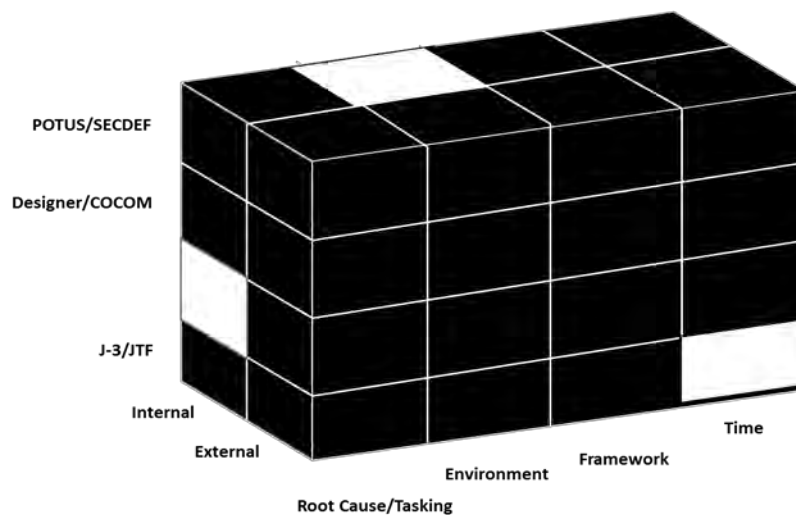 POTUS/SECDEF
Designer/COCOM
J-3/JTF
Internal
External
Time
Framework
Environment
Root Cause/Tasking